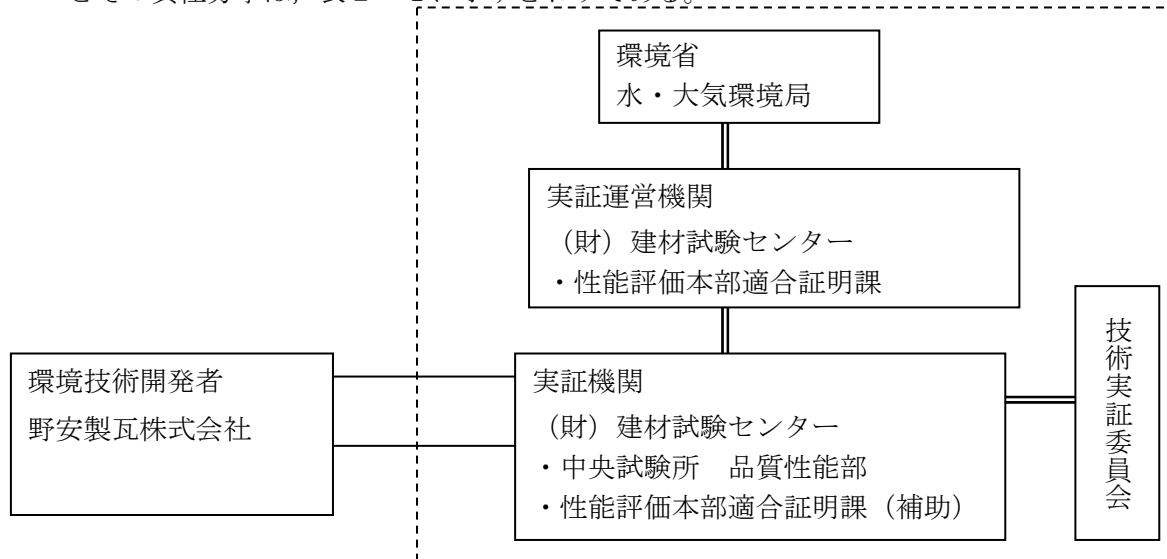 環境省
水・大気環境局
実証運営機関
（財）建材試験センター
・性能評価本部適合証明課
技術実証委員会
環境技術開発者
野安製瓦株式会社
実証機関
（財）建材試験センター
・中央試験所　品質性能部
・性能評価本部適合証明課（補助）